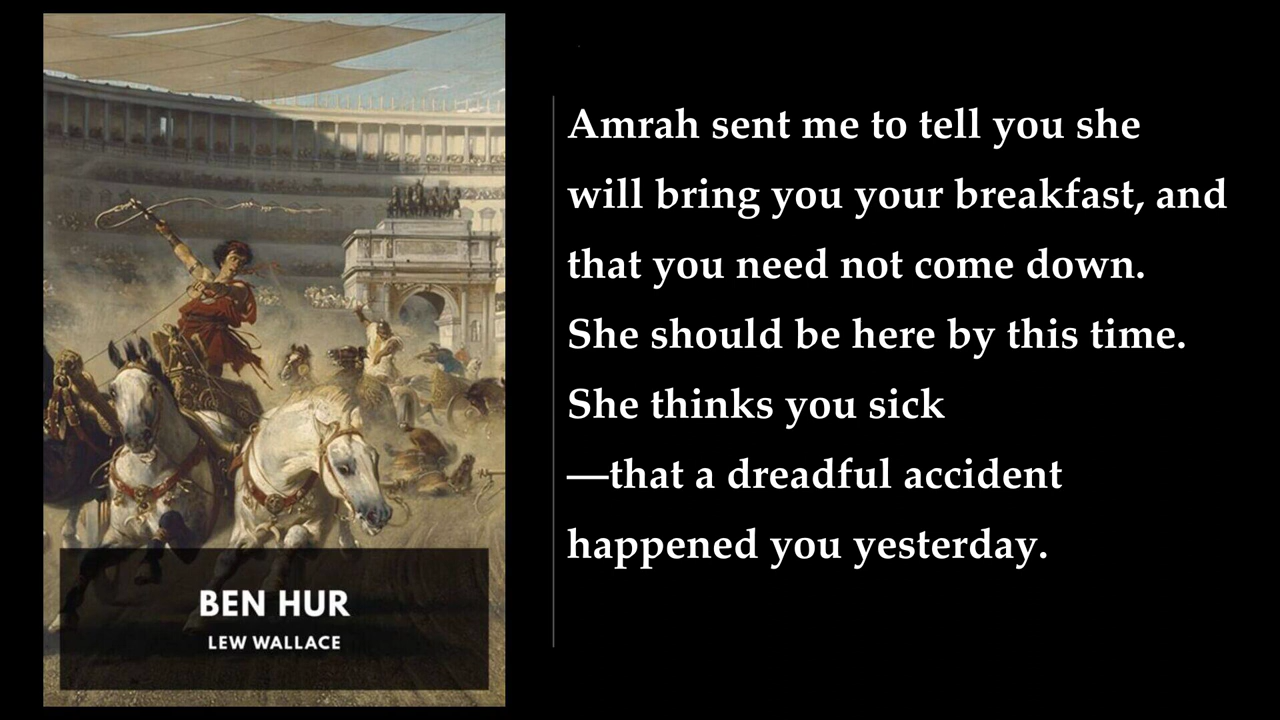 BEN HUR
LEW WALLACE
Amrah sent me to tell you she
will bring you your breakfast, and
that you need not come down.
She should be here by this time.
She thinks you sick
—that a dreadful accident
happened you yesterday.